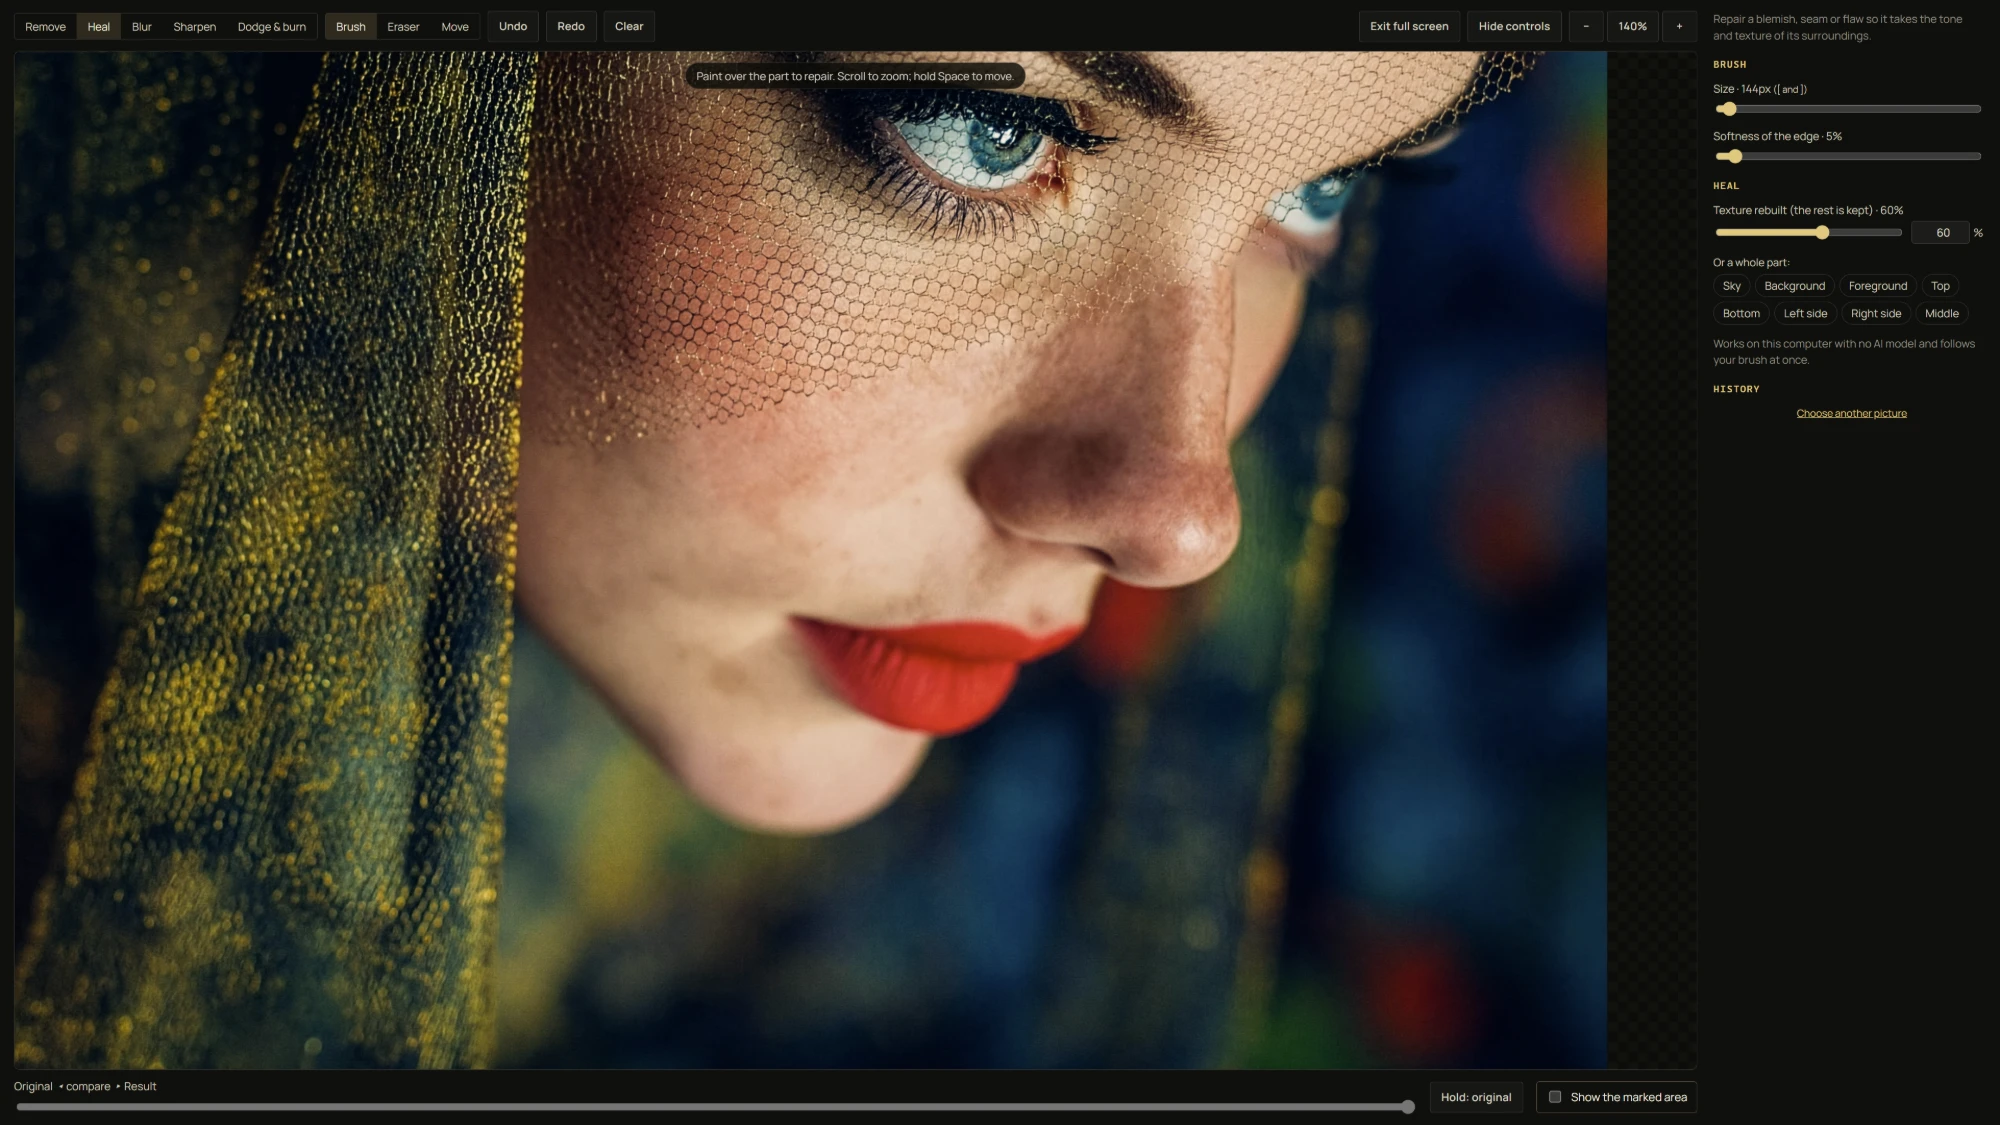 Remove Heal Blur Sharpen Dodge & burn Brush Eraser Move Undo Redo Clear Exit full screen Hide controls − 140% +
Paint over the part to repair. Scroll to zoom; hold Space to move.
Repair a blemish, seam or flaw so it takes the tone
and texture of its surroundings.
BRUSH
Size · 144px ([ and ])
Softness of the edge · 5%
HEAL
Texture rebuilt (the rest is kept) · 60%
60 %
Or a whole part:
Sky Background Foreground Top
Bottom Left side Right side Middle
Works on this computer with no AI model and follows
your brush at once.
HISTORY
Choose another picture
Original ◂ compare ▸ Result
Hold: original Show the marked area